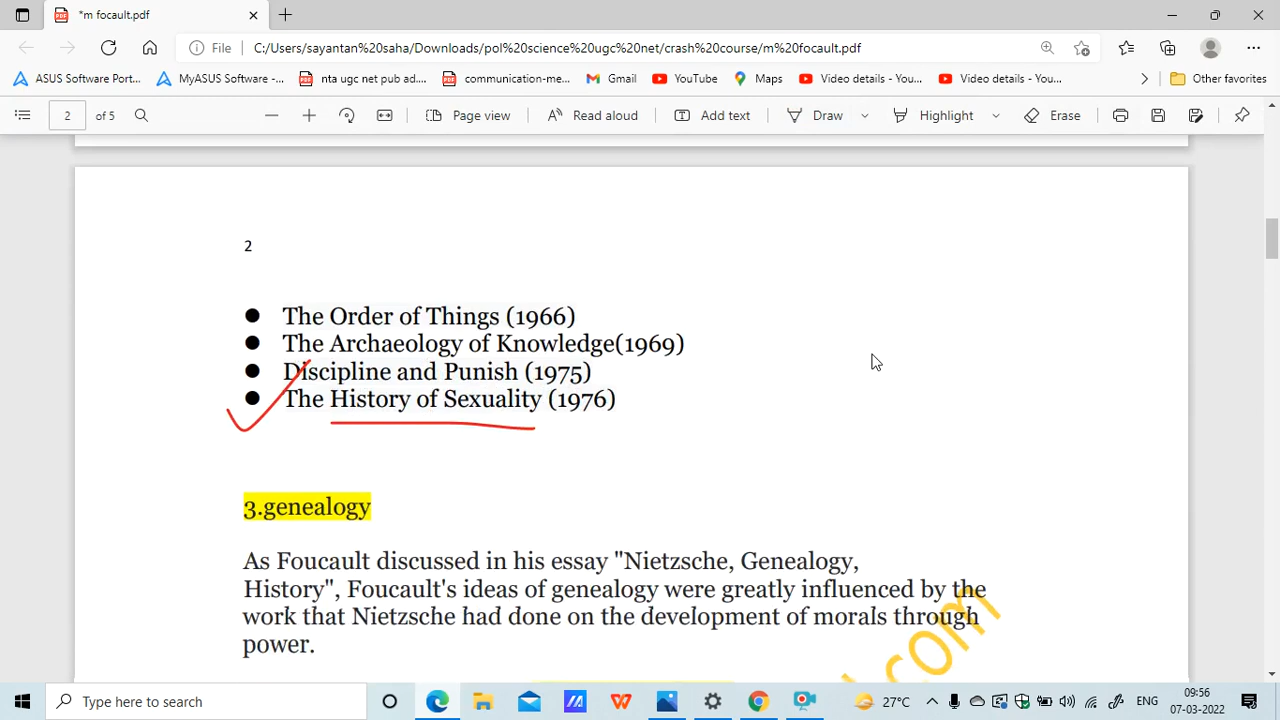 *m focault.pdf
File C:/Users/sayantan%20saha/Downloads/pol%20science%20ugc%20net/crash%20course/m%20focault.pdf
ASUS Software Port... MyASUS Software -... nta ugc net pub ad... communication-me... Gmail YouTube Maps Video details - You... Video details - You... Other favorites
2 of 5 Page view Read aloud Add text Draw Highlight Erase
2
● The Order of Things (1966)
● The Archaeology of Knowledge(1969)
● Discipline and Punish (1975)
● The History of Sexuality (1976)
3.genealogy
As Foucault discussed in his essay "Nietzsche, Genealogy,
History", Foucault's ideas of genealogy were greatly influenced by the
work that Nietzsche had done on the development of morals through
power.
.com
Type here to search 27°C ENG 09:56
07-03-2022